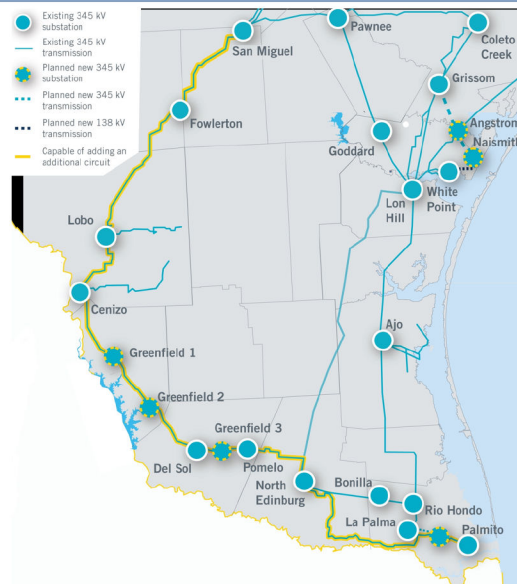 Existing 345 kV
substation
Existing 345 kV
transmission
Planned new 345 kV
substation
Planned new 345 kV
transmission
Planned new 138 kV
transmission
Capable of adding an
additional circuit
San Miguel
Pawnee
Coleto
Creek
Grissom
Fowlerton
Goddard
Angstrom
Naismith
Lon
Hill
White
Point
Lobo
Cenizo
Ajo
Greenfield 1
Greenfield 2
Greenfield 3
Del Sol
Pomelo
North
Edinburg
Bonilla
Rio Hondo
La Palma
Palmito